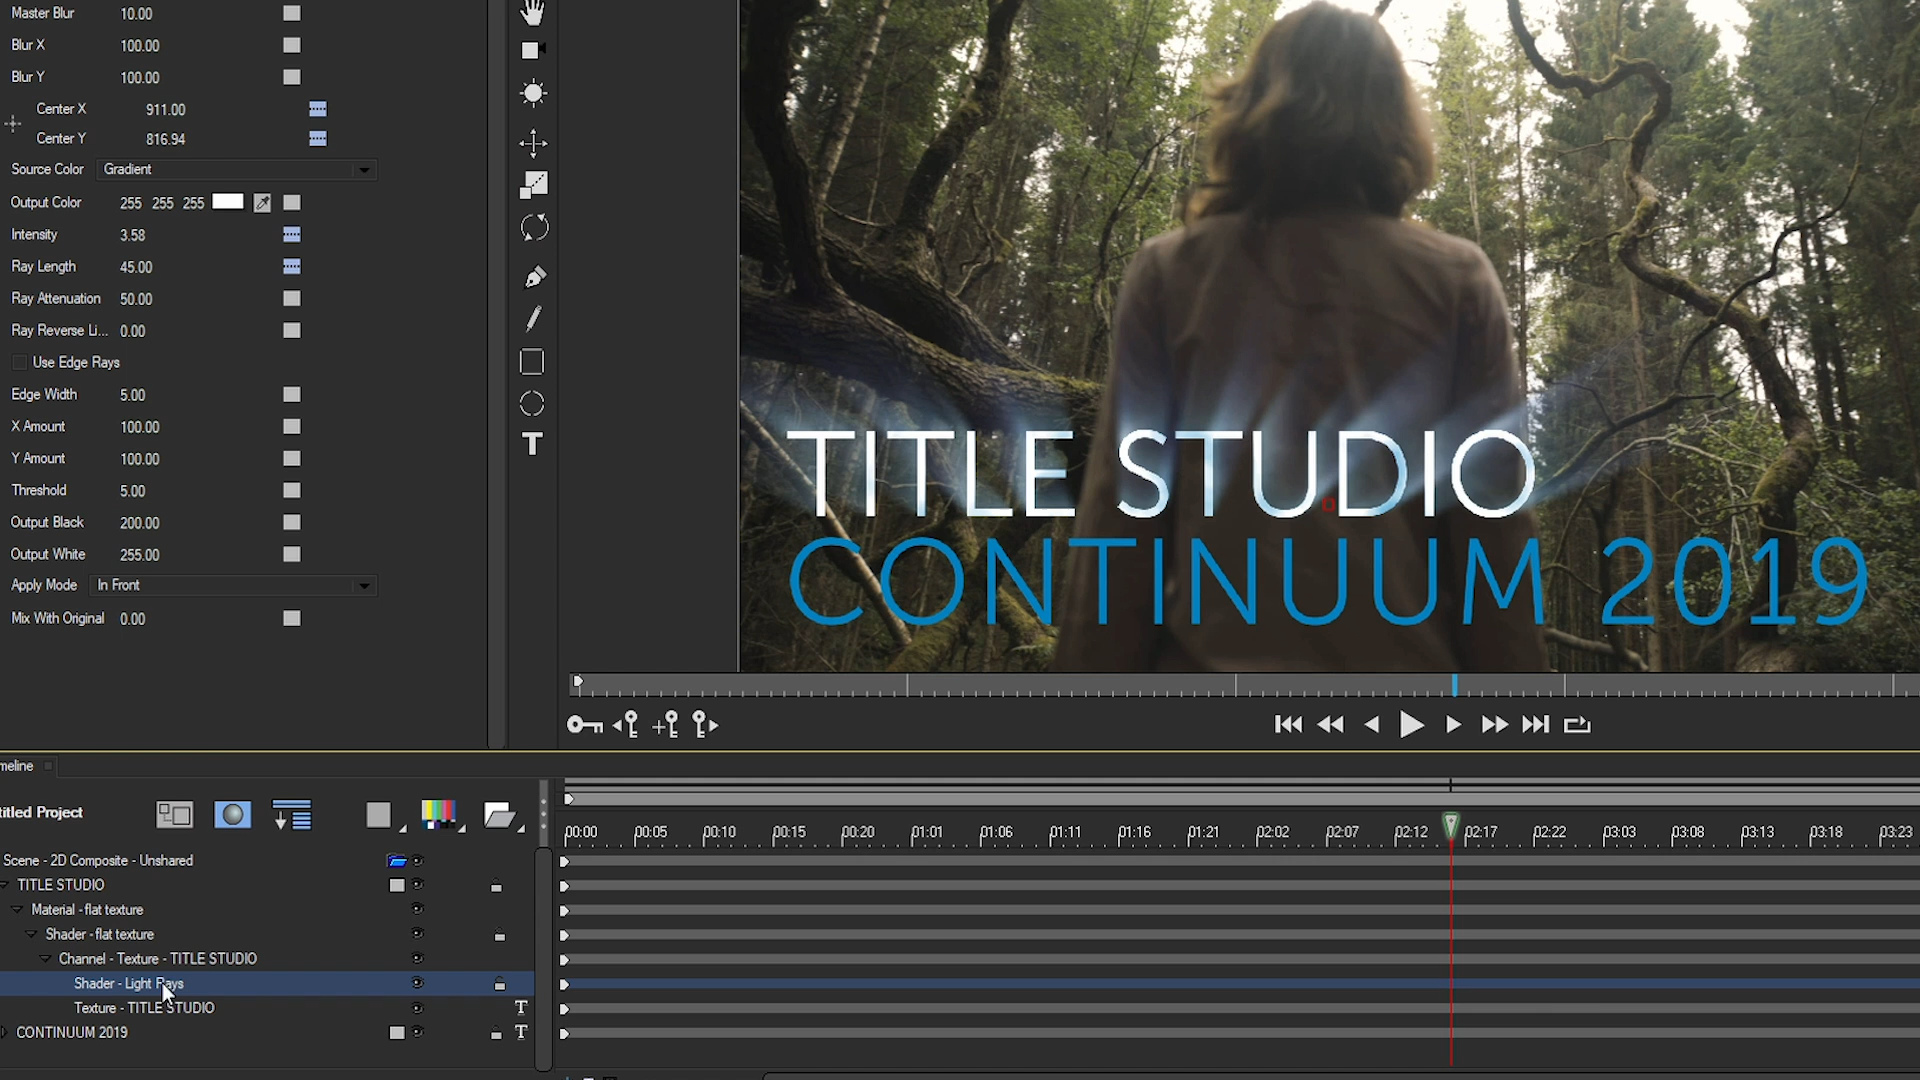 Master Blur 10.00
Blur X 100.00
Blur Y 100.00
Center X 911.00
Center Y 816.94
Source Color Gradient
Output Color 255 255 255
Intensity 3.58
Ray Length 45.00
Ray Attenuation 50.00
Ray Reverse Li... 0.00
Use Edge Rays
Edge Width 5.00
X Amount 100.00
Y Amount 100.00
Threshold 5.00
Output Black 200.00
Output White 255.00
Apply Mode In Front
Mix With Original 0.00
T
TITLE STUDIO
CONTINUUM 2019
meline
titled Project
00:00 00:05 00:10 00:15 00:20 01:01 01:06 01:11 01:16 01:21 02:02 02:07 02:12 02:17 02:22 03:03 03:08 03:13 03:18 03:23
Scene - 2D Composite - Unshared
TITLE STUDIO
Material - flat texture
Shader - flat texture
Channel - Texture - TITLE STUDIO
Shader - Light Rays
Texture - TITLE STUDIO T
CONTINUUM 2019 T